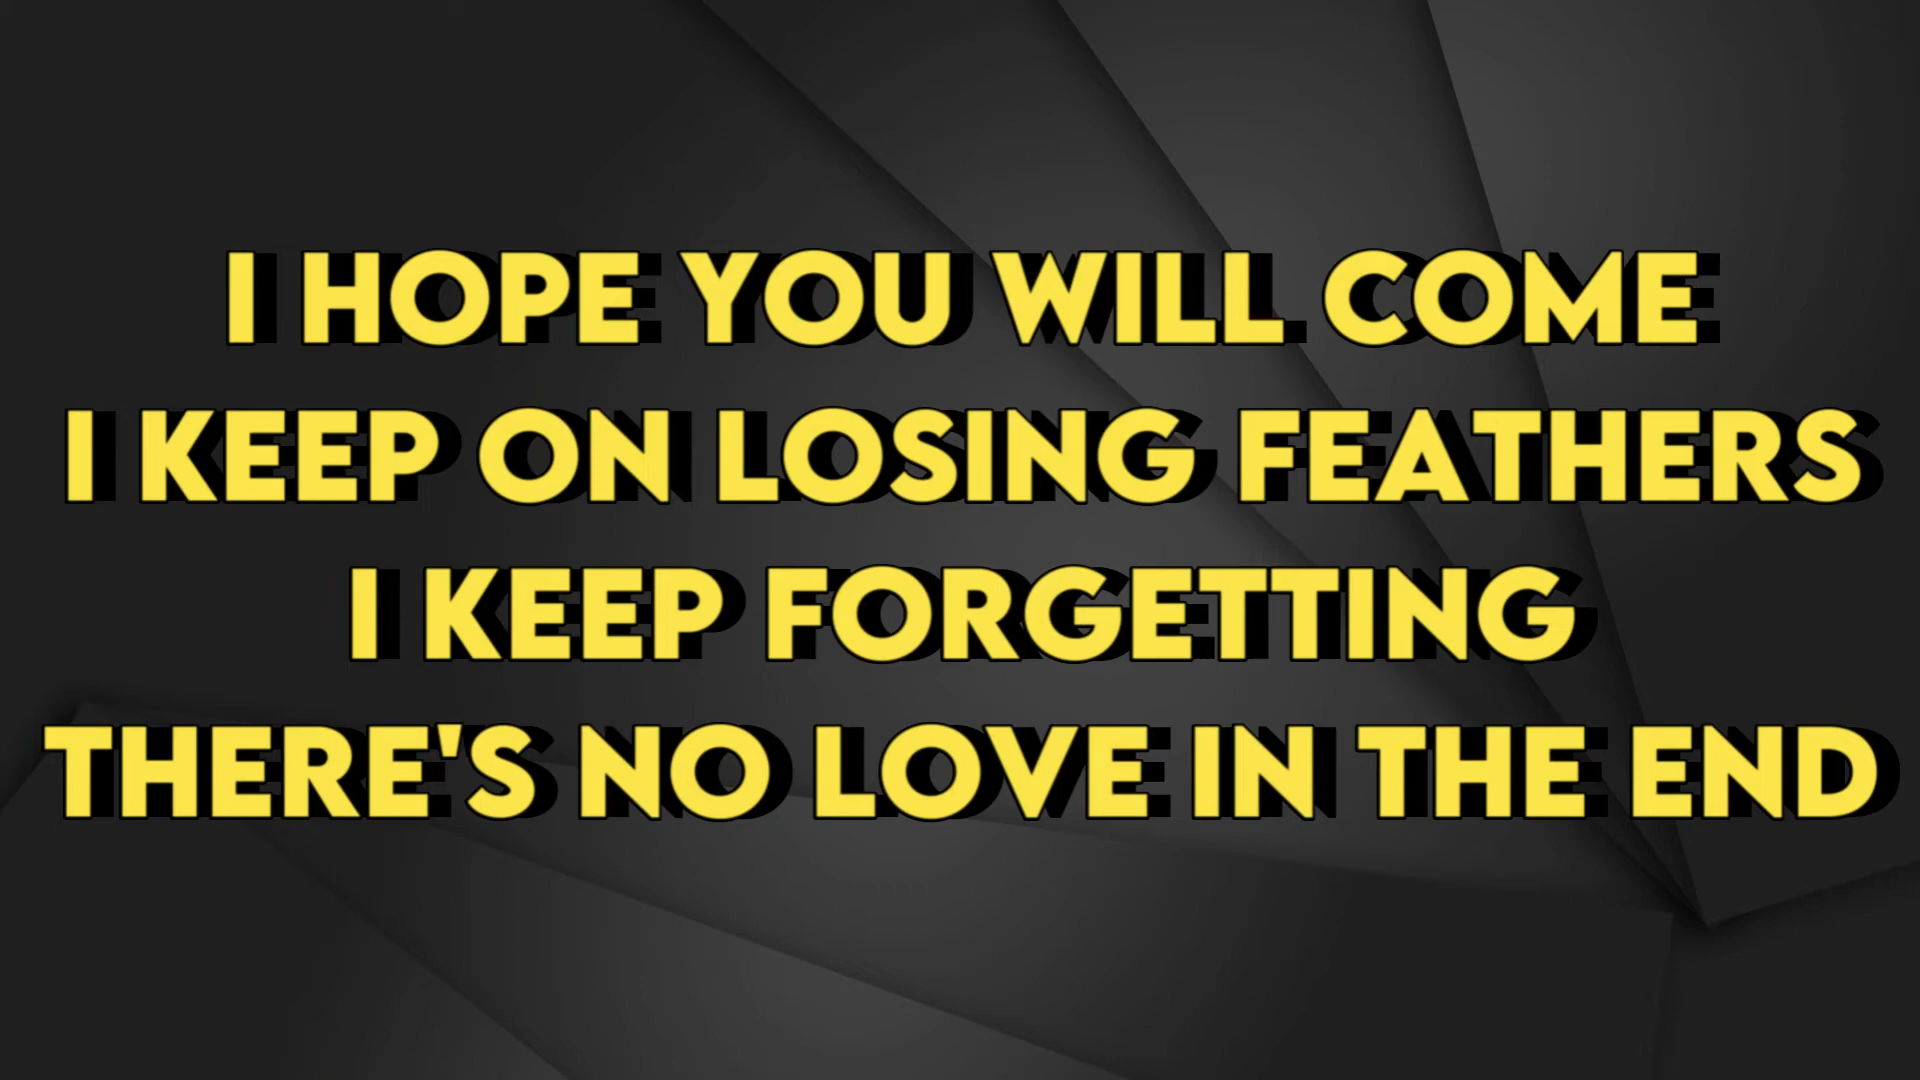 I HOPE YOU WILL COME
I KEEP ON LOSING FEATHERS
I KEEP FORGETTING
THERE'S NO LOVE IN THE END